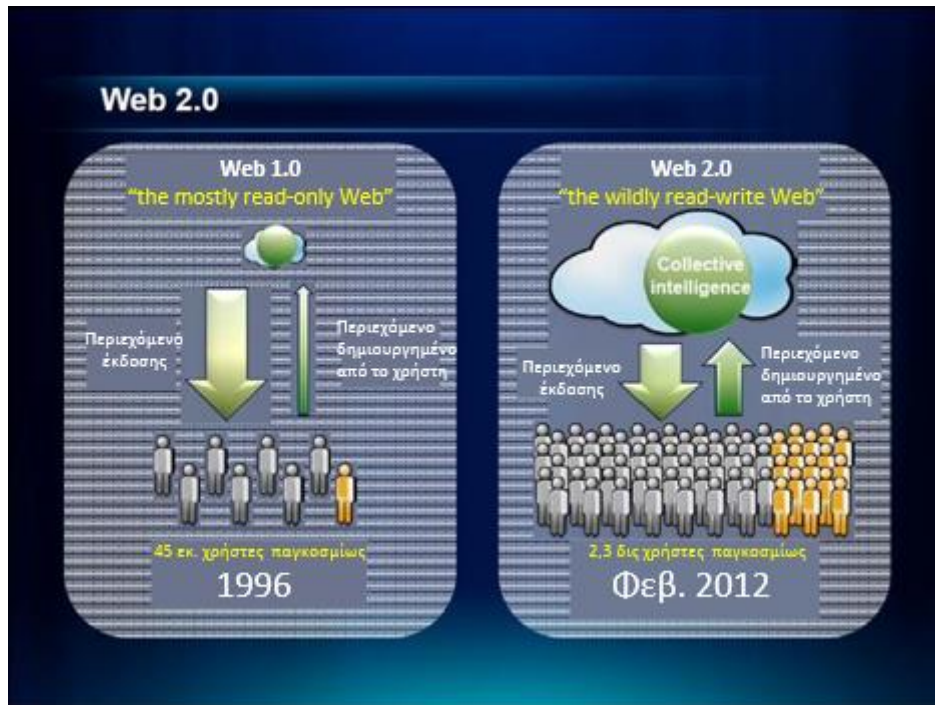 Web 2.0
Web 1.0
“the mostly read-only Web”
Περιεχόμενο
έκδοσης
Περιεχόμενο
δημιουργημένο
από το χρήστη
45 εκ. χρήστες παγκοσμίως
1996
Web 2.0
“the wildly read-write Web”
Collective
intelligence
Περιεχόμενο
έκδοσης
Περιεχόμενο
δημιουργημένο
από το χρήστη
2,3 δις χρήστες παγκοσμίως
Φεβ. 2012